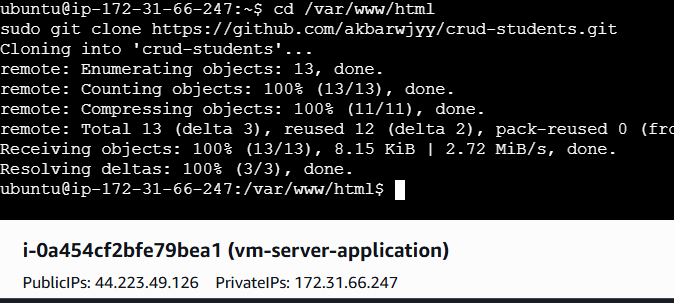 ubuntu@ip-172-31-66-247:~$ cd /var/www/html
sudo git clone https://github.com/akbarwjyy/crud-students.git
Cloning into 'crud-students'...
remote: Enumerating objects: 13, done.
remote: Counting objects: 100% (13/13), done.
remote: Compressing objects: 100% (11/11), done.
remote: Total 13 (delta 3), reused 12 (delta 2), pack-reused 0 (fro
Receiving objects: 100% (13/13), 8.15 KiB | 2.72 MiB/s, done.
Resolving deltas: 100% (3/3), done.
ubuntu@ip-172-31-66-247:/var/www/html$
i-0a454cf2bfe79bea1 (vm-server-application)
PublicIPs: 44.223.49.126 PrivateIPs: 172.31.66.247